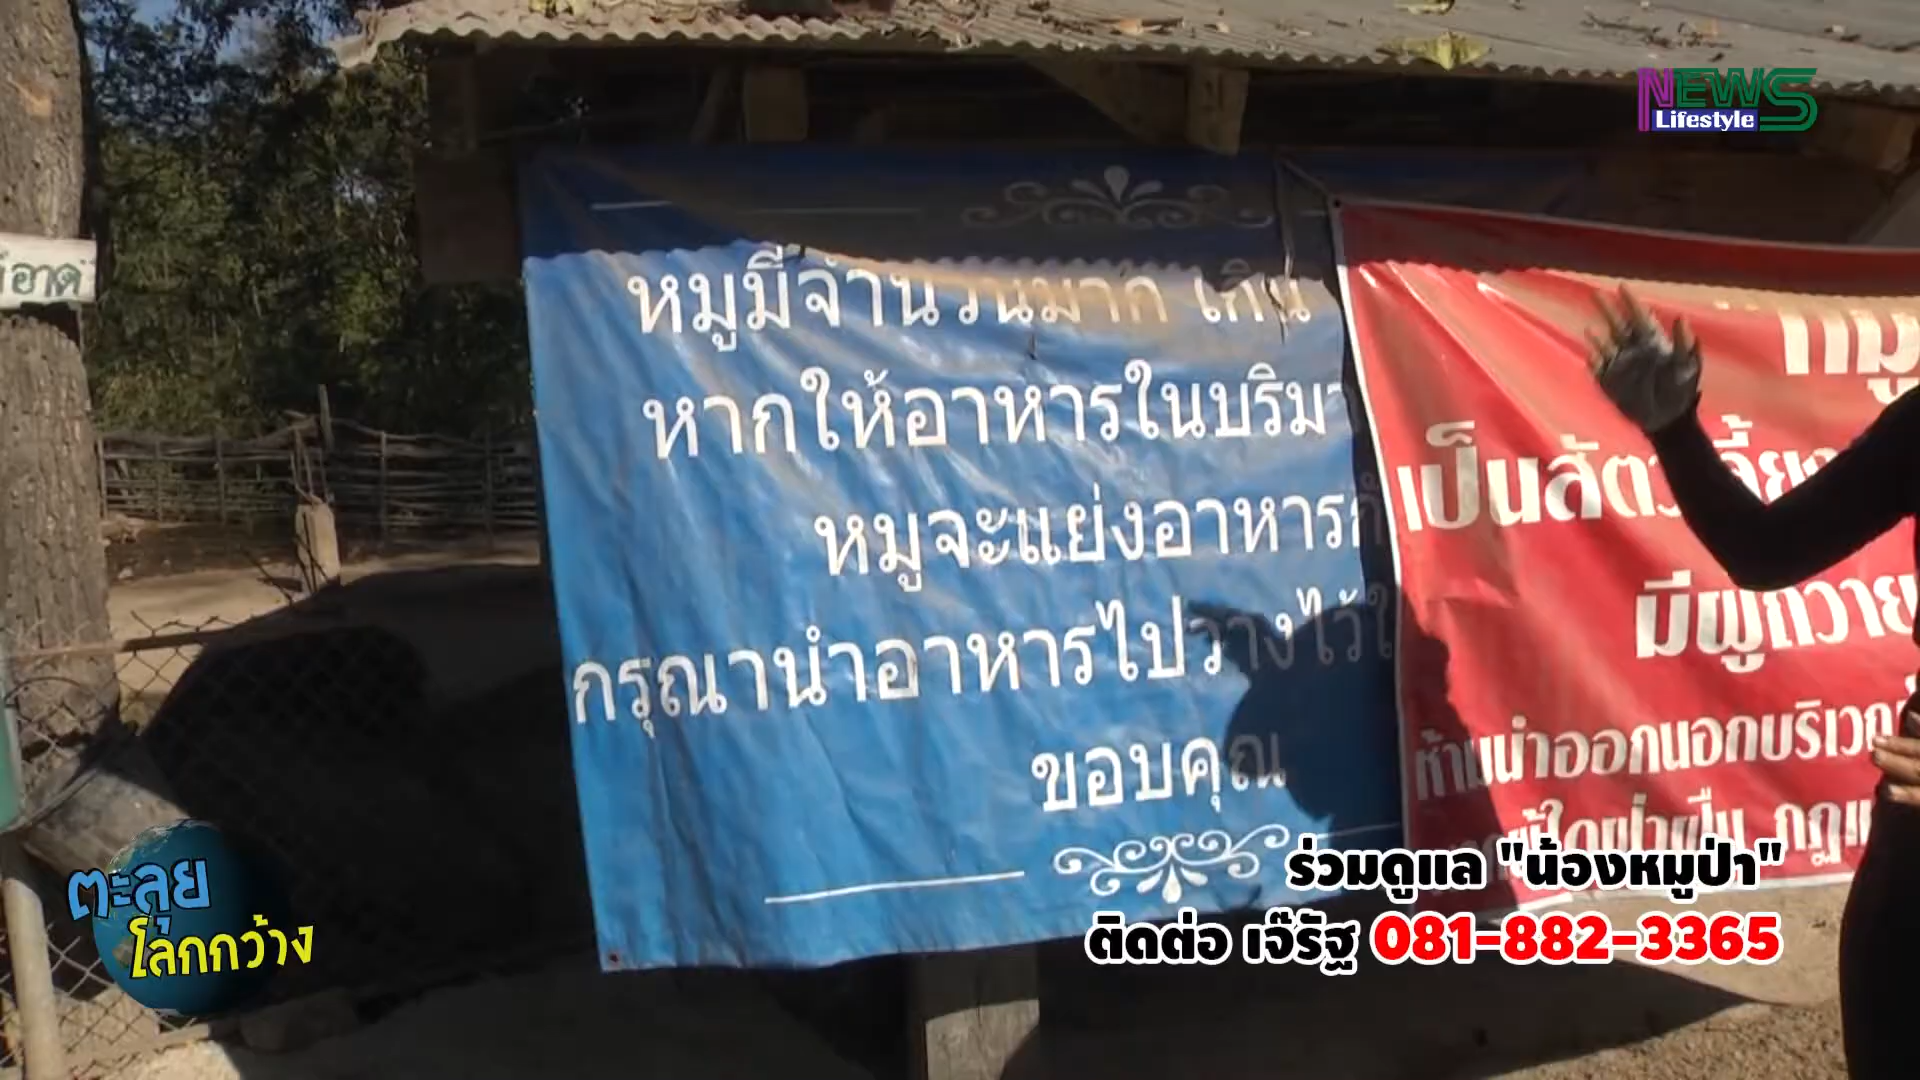 NEWS
Lifestyle
หมูมีจำนวนมาก เกิน
หากให้อาหารในบริมา
หมูจะแย่งอาหารกั
กรุณานำอาหารไปวางไว้ใ
ขอบคุณ
เป็นสัตว
มีผู้ถวาย
ห้ามนำออกนอกบริเวณ
ตะลุย
โลกกว้าง
ร่วมดูแล "น้องหมูป่า"
ติดต่อ เจ๊รัฐ 081-882-3365